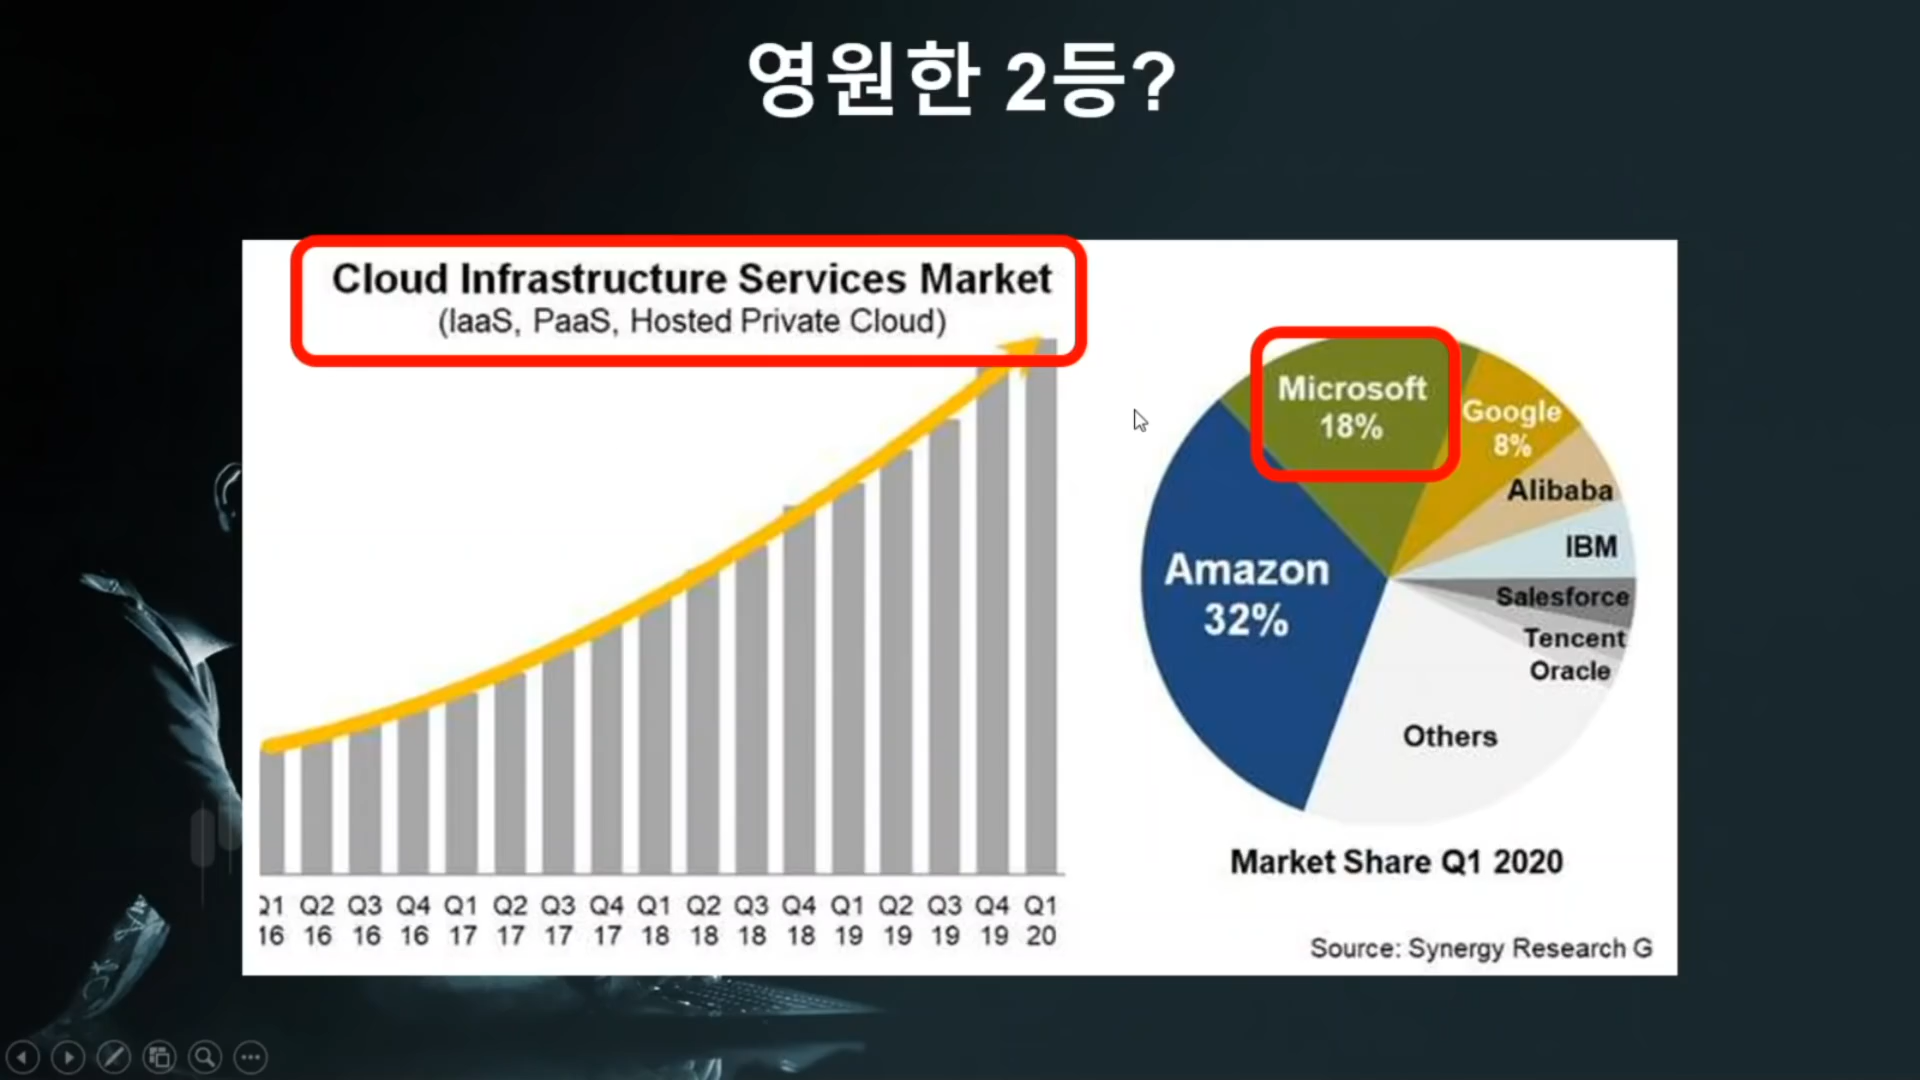 영원한 2등?
Cloud Infrastructure Services Market
(IaaS, PaaS, Hosted Private Cloud)
Q1 Q2 Q3 Q4 Q1 Q2 Q3 Q4 Q1 Q2 Q3 Q4 Q1 Q2 Q3 Q4 Q1
16 16 16 16 17 17 17 17 18 18 18 18 19 19 19 19 20
Microsoft
18%
Google
8%
Alibaba
IBM
Amazon
32%
Salesforce
Tencent
Oracle
Others
Market Share Q1 2020
Source: Synergy Research G